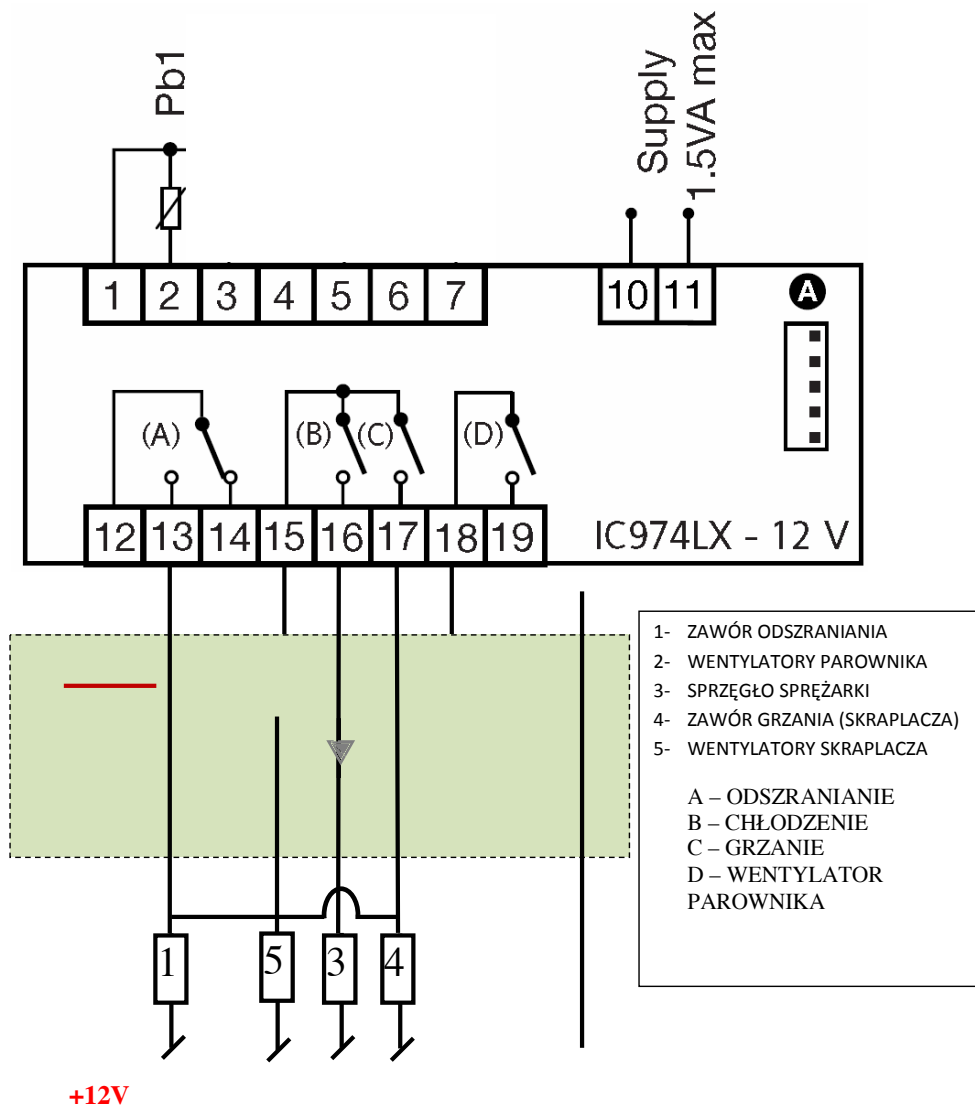 Pb1
Supply
1.5VA max
1 2 3 4 5 6 7
10 11
A
(A)
(B)
(C)
(D)
12 13 14 15 16 17 18 19
IC974LX - 12 V
1- ZAWÓR ODSZRANIANIA
2- WENTYLATORY PAROWNIKA
3- SPRZĘGŁO SPRĘŻARKI
4- ZAWÓR GRZANIA (SKRAPLACZA)
5- WENTYLATORY SKRAPLACZA
A – ODSZRANIANIE
B – CHŁODZENIE
C – GRZANIE
D – WENTYLATOR
PAROWNIKA
1 5 3 4
+12V